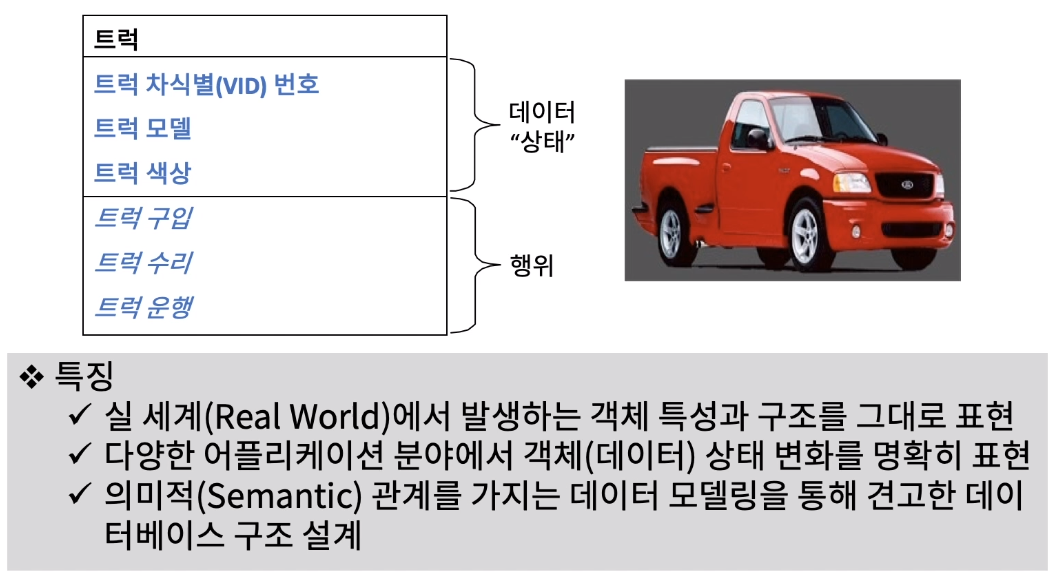 트럭
트럭 차식별(VID) 번호
트럭 모델
트럭 색상
데이터
“상태”
트럭 구입
트럭 수리
트럭 운행
행위
❖ 특징
✓ 실 세계(Real World)에서 발생하는 객체 특성과 구조를 그대로 표현
✓ 다양한 어플리케이션 분야에서 객체(데이터) 상태 변화를 명확히 표현
✓ 의미적(Semantic) 관계를 가지는 데이터 모델링을 통해 견고한 데이
터베이스 구조 설계